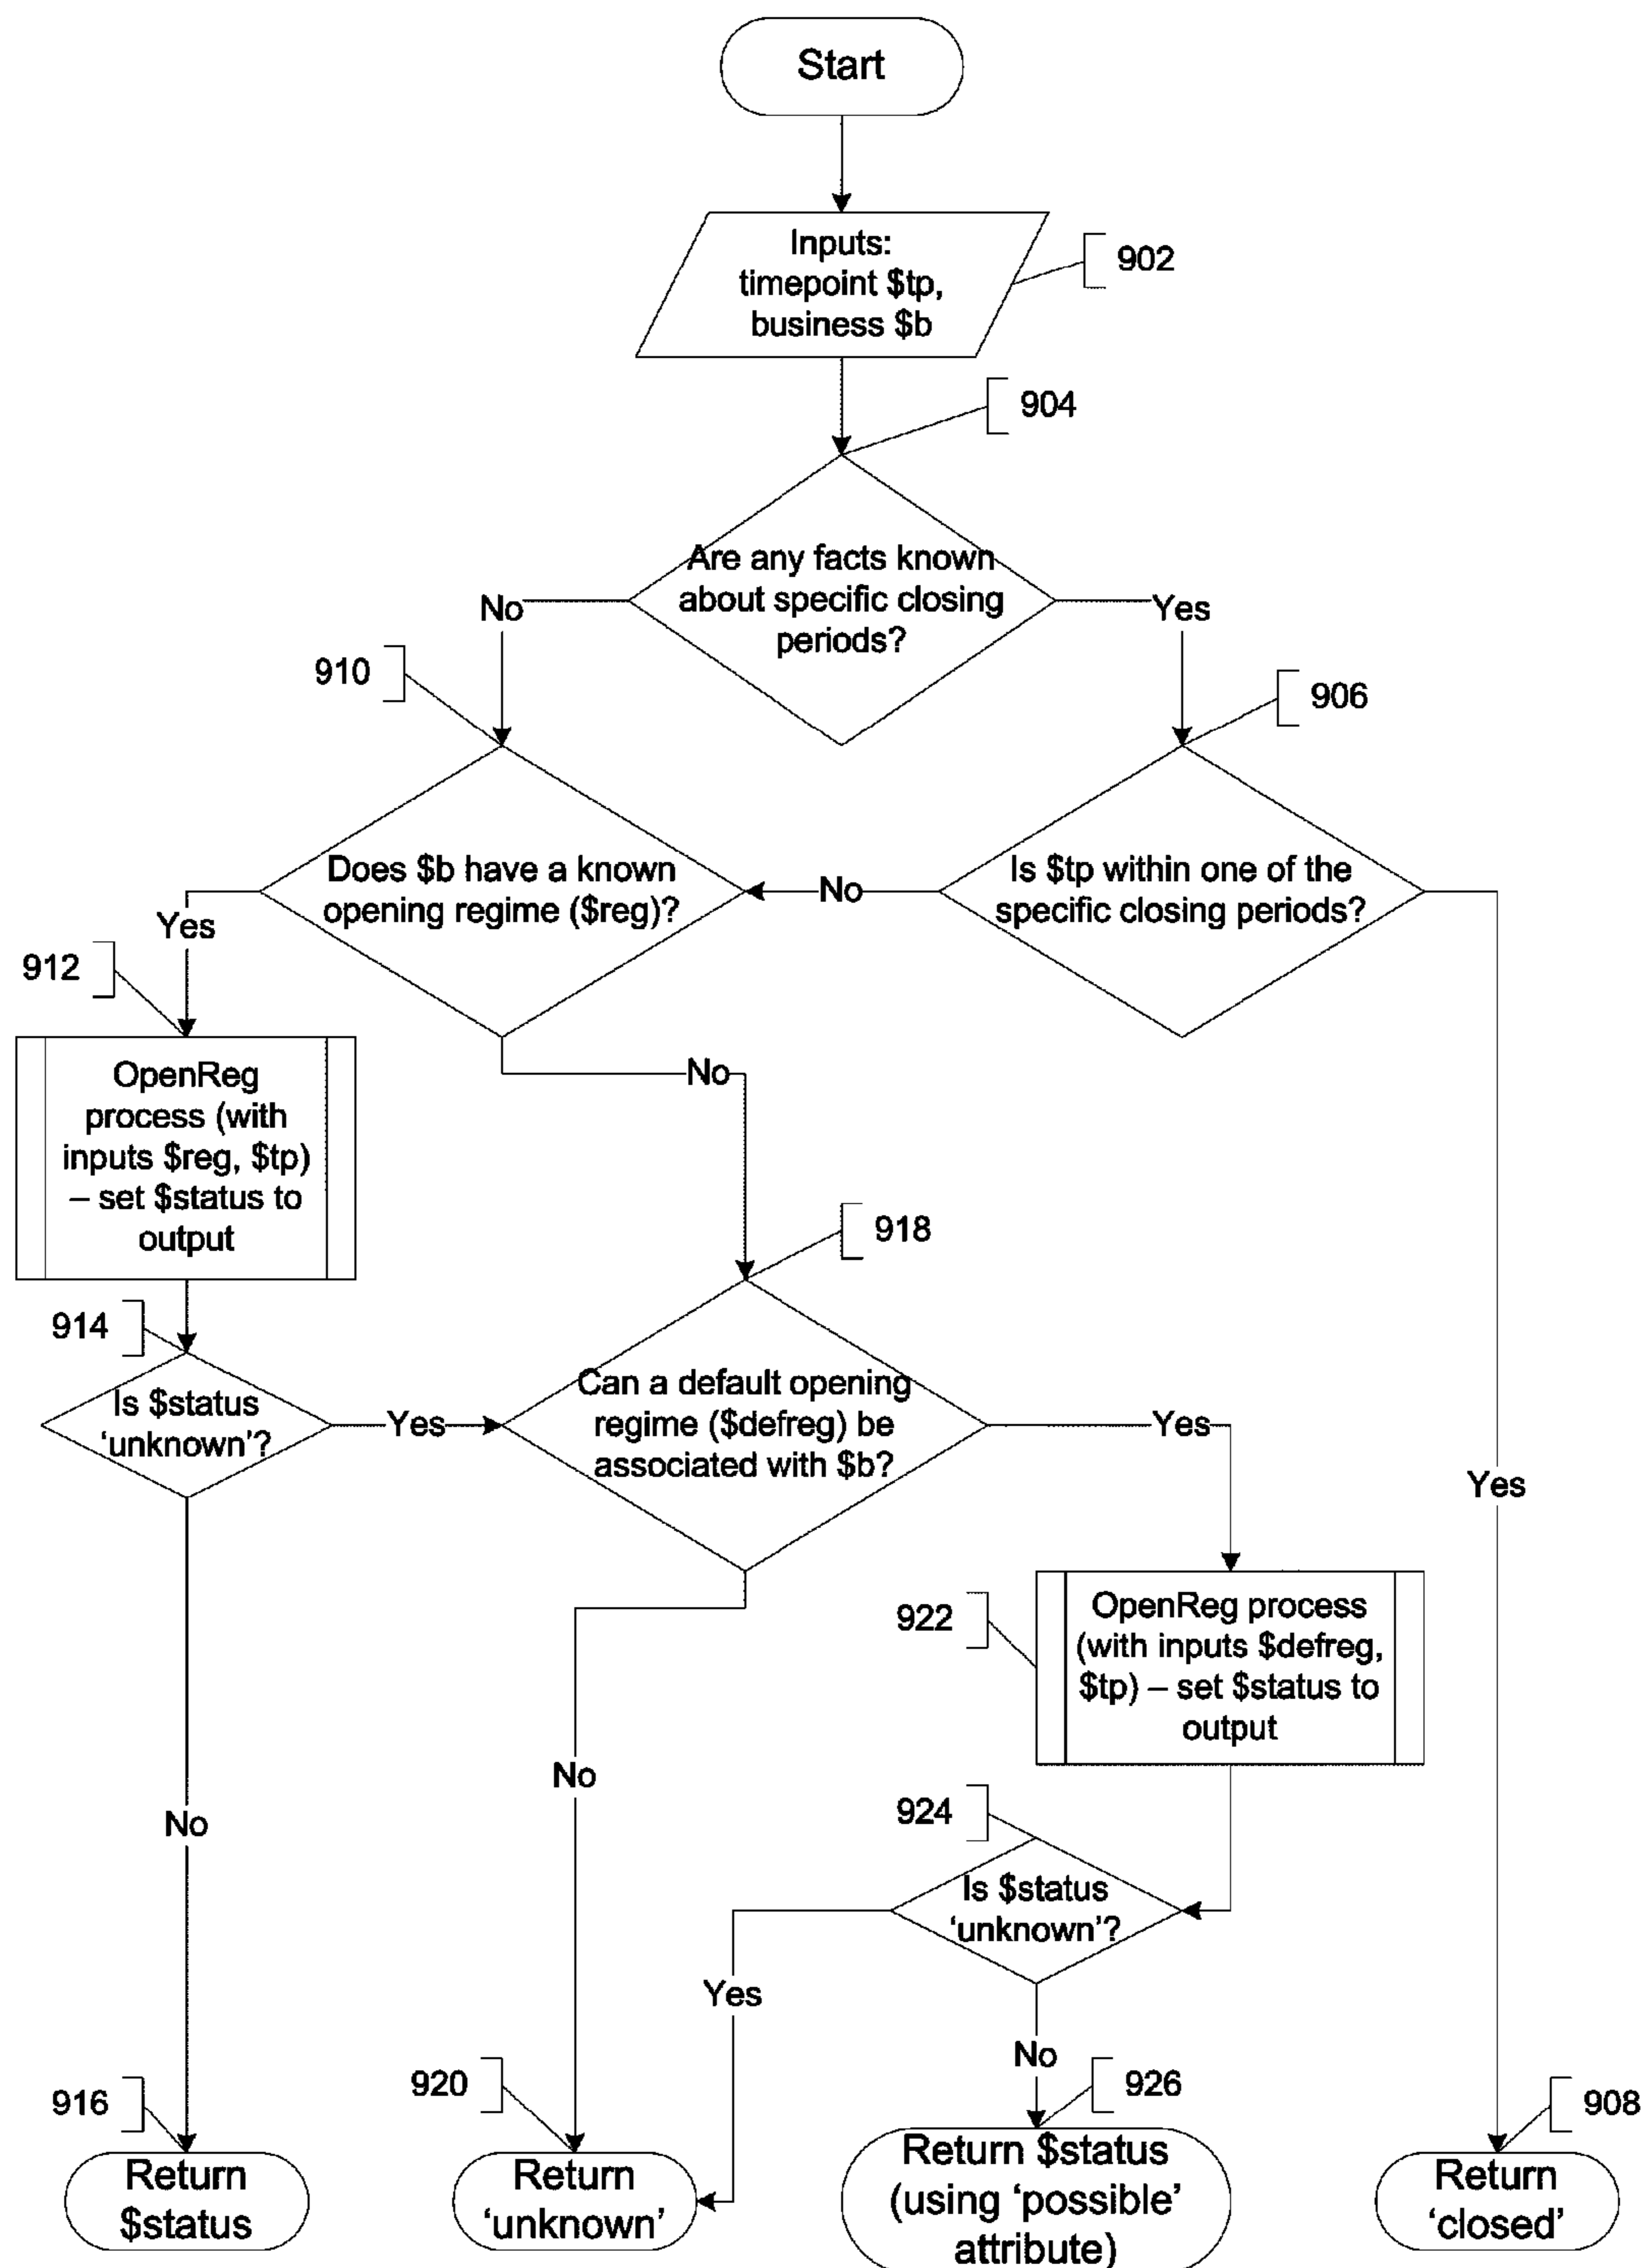 Start
Inputs:
timepoint $tp,
business $b
902
904
Are any facts known
about specific closing
periods?
No
Yes
910
906
Does $b have a known
opening regime ($reg)?
No
Is $tp within one of the
specific closing periods?
Yes
912
OpenReg
process (with
inputs $reg, $tp)
– set $status to
output
No
918
914
Is $status
‘unknown’?
Yes
Can a default opening
regime ($defreg) be
associated with $b?
Yes
Yes
922
OpenReg process
(with inputs $defreg,
$tp) – set $status to
output
No
No
924
Is $status
‘unknown’?
Yes
No
916
920
926
908
Return
$status
Return
‘unknown’
Return $status
(using ‘possible’
attribute)
Return
‘closed’